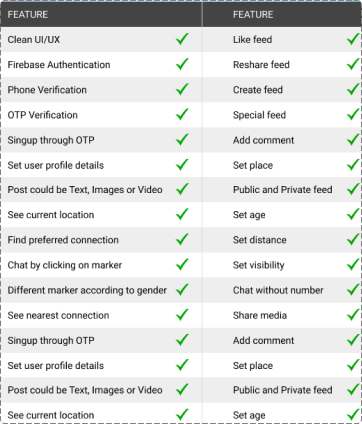 FEATURE FEATURE
Clean UI/UX Like feed
Firebase Authentication Reshare feed
Phone Verification Create feed
OTP Verification Special feed
Singup through OTP Add comment
Set user profile details Set place
Post could be Text, Images or Video Public and Private feed
See current location Set age
Find preferred connection Set distance
Chat by clicking on marker Set visibility
Different marker according to gender Chat without number
See nearest connection Share media
Singup through OTP Add comment
Set user profile details Set place
Post could be Text, Images or Video Public and Private feed
See current location Set age